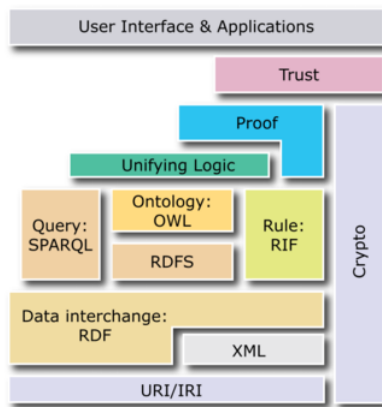 User Interface & Applications
Trust
Proof
Unifying Logic
Query:
SPARQL
Ontology:
OWL
RDFS
Rule:
RIF
Crypto
Data interchange:
RDF
XML
URI/IRI